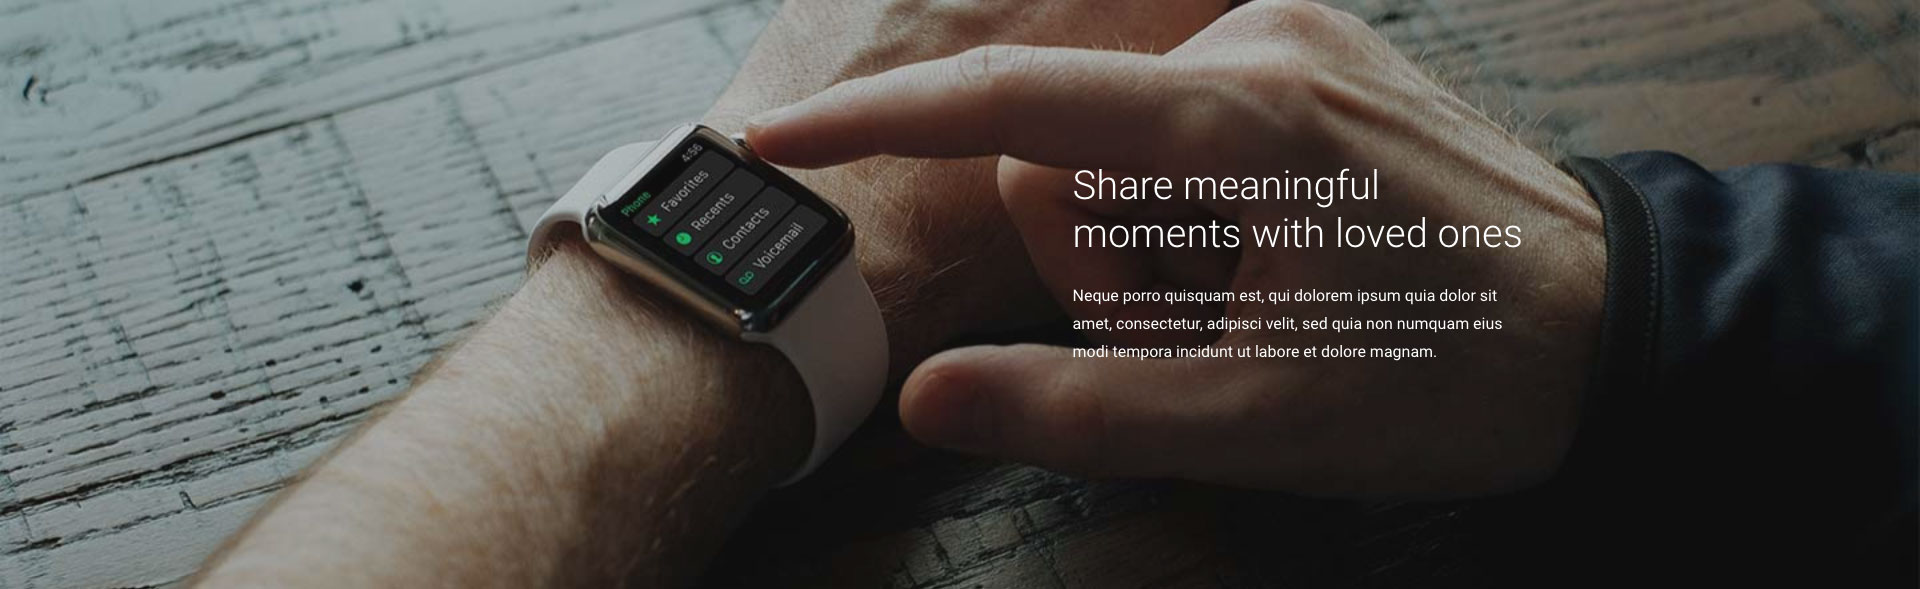 4:56
Phone
Favorites
Recents
Contacts
Voicemail
Share meaningful
moments with loved ones
Neque porro quisquam est, qui dolorem ipsum quia dolor sit
amet, consectetur, adipisci velit, sed quia non numquam eius
modi tempora incidunt ut labore et dolore magnam.